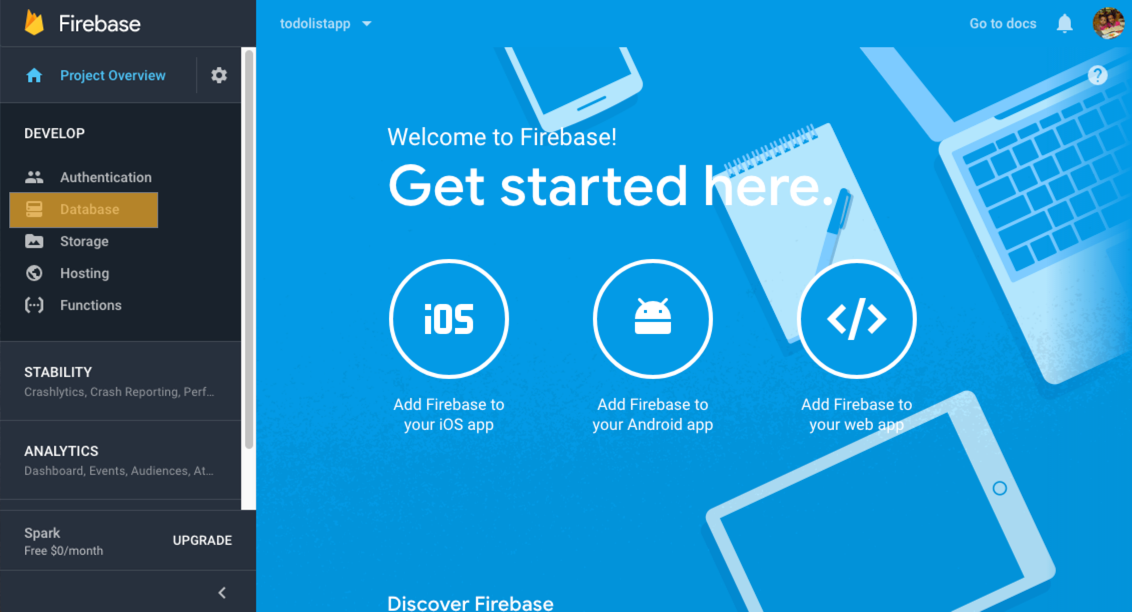 Firebase
todolistapp
Go to docs
Project Overview
DEVELOP
Authentication
Database
Storage
Hosting
Functions
STABILITY
Crashlytics, Crash Reporting, Perf...
ANALYTICS
Dashboard, Events, Audiences, At...
Spark
Free $0/month
UPGRADE
Welcome to Firebase!
Get started here.
iOS
Add Firebase to
your iOS app
Add Firebase to
your Android app
</>
Add Firebase to
your web app
Discover Firebase